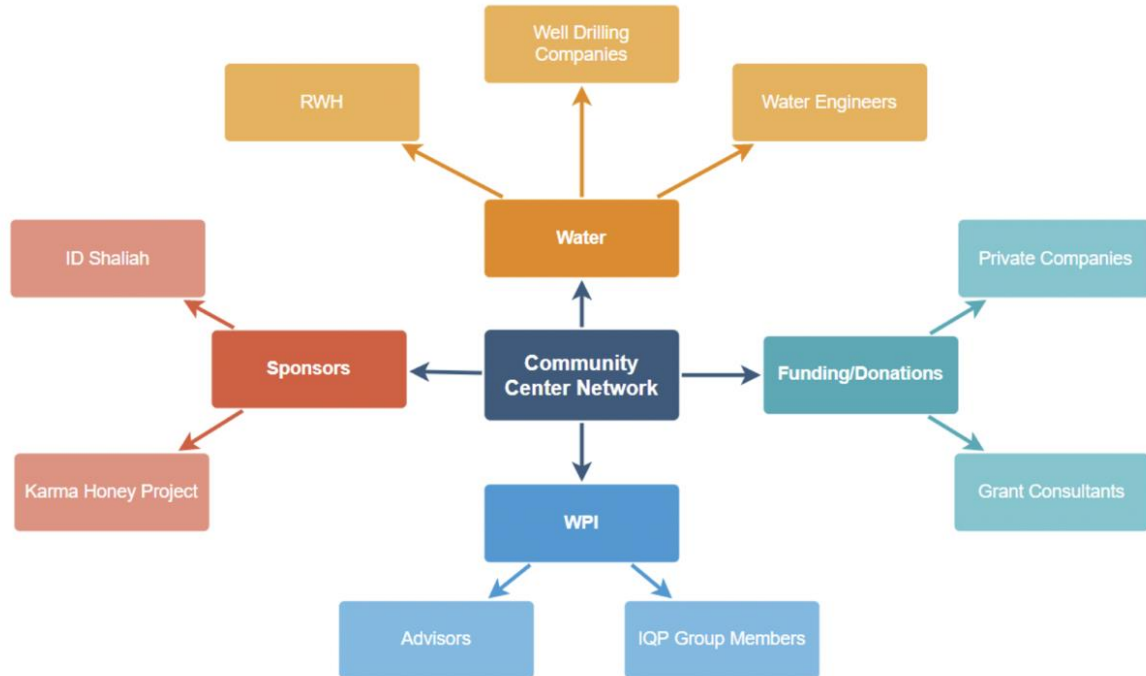 Well Drilling
Companies
RWH
Water Engineers
Water
ID Shaliah
Private Companies
Sponsors
Community
Center Network
Funding/Donations
Karma Honey Project
Grant Consultants
WPI
Advisors
IQP Group Members